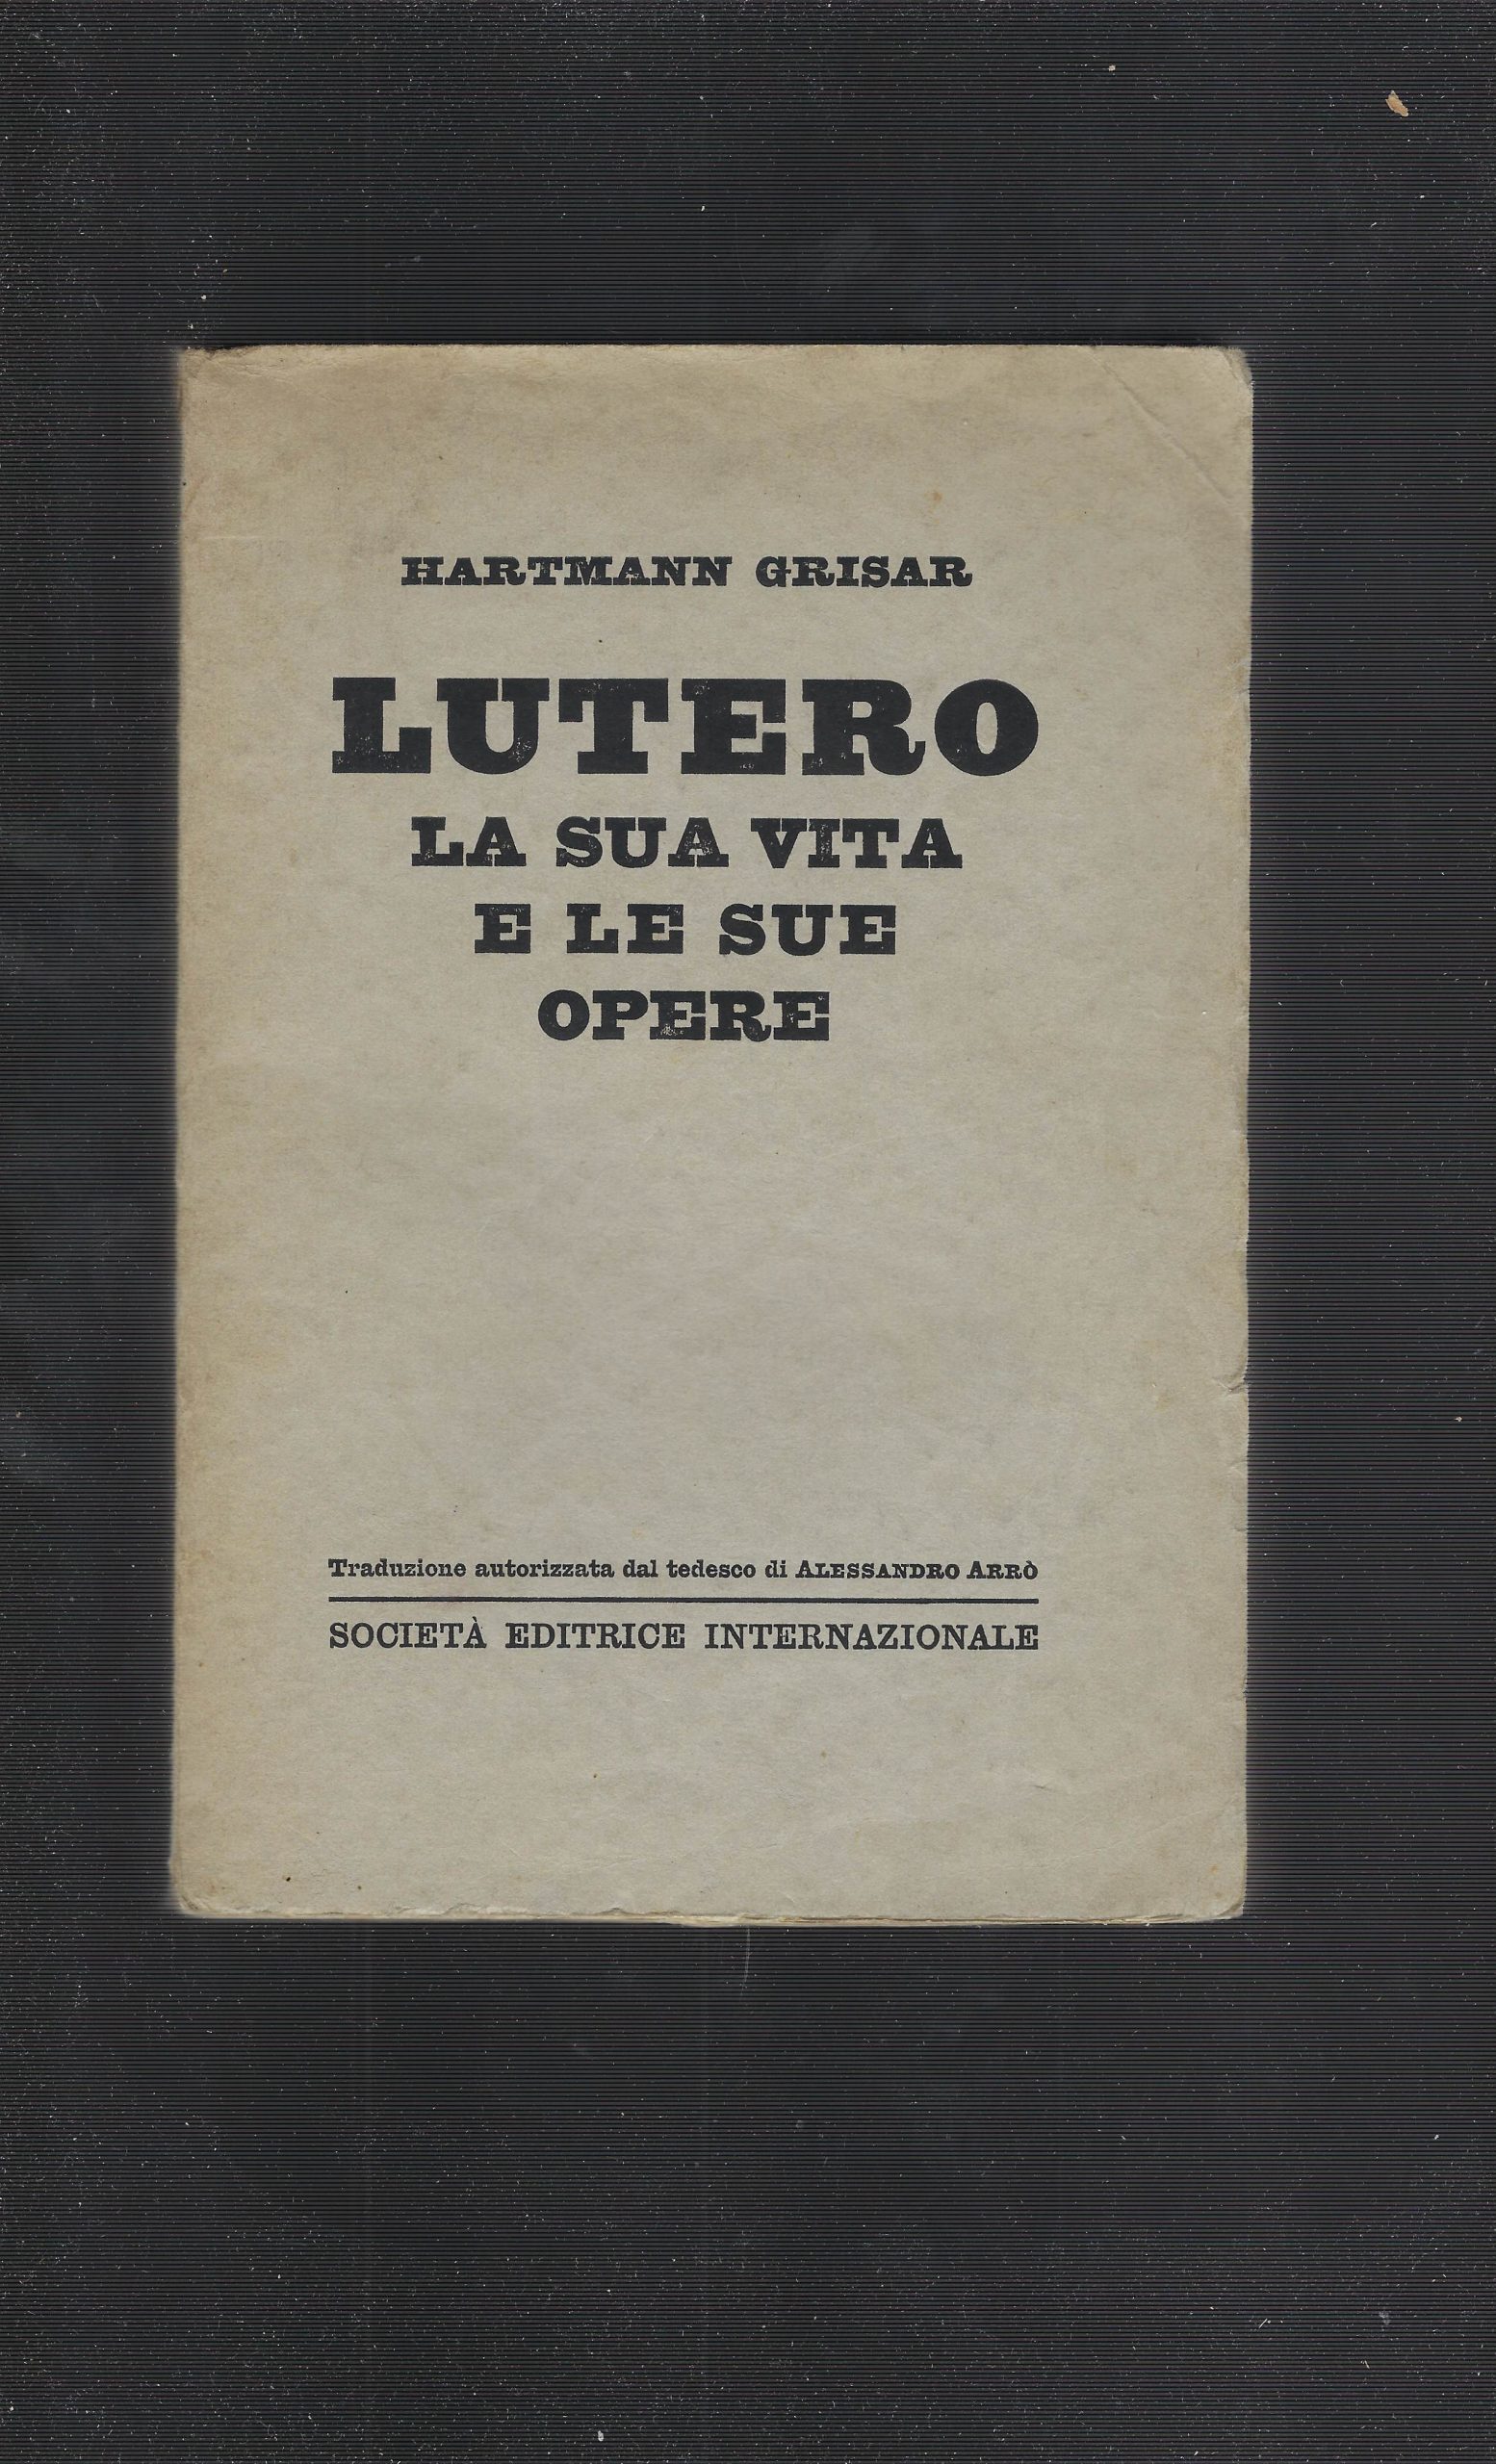 HARTMANN GRISAR
LUTERO
LA SUA VITA
E LE SUE
OPERE
Traduzione autorizzata dal tedesco di ALESSANDRO ARRÒ
SOCIETÀ EDITRICE INTERNAZIONALE